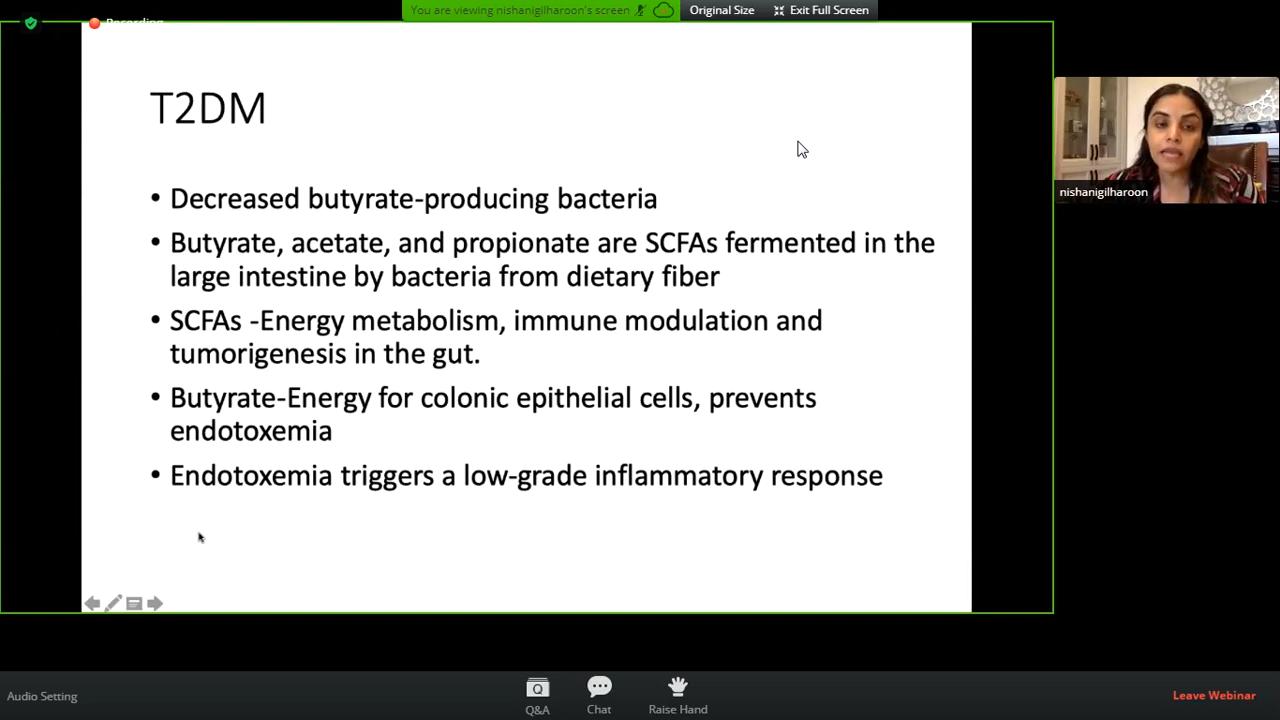 You are viewing nishanigilharoon's screen
Original Size
Exit Full Screen
Recording
T2DM
• Decreased butyrate-producing bacteria
• Butyrate, acetate, and propionate are SCFAs fermented in the
large intestine by bacteria from dietary fiber
• SCFAs -Energy metabolism, immune modulation and
tumorigenesis in the gut.
• Butyrate-Energy for colonic epithelial cells, prevents
endotoxemia
• Endotoxemia triggers a low-grade inflammatory response
nishanigilharoon
Audio Setting
Q
Q&A
Chat
Raise Hand
Leave Webinar